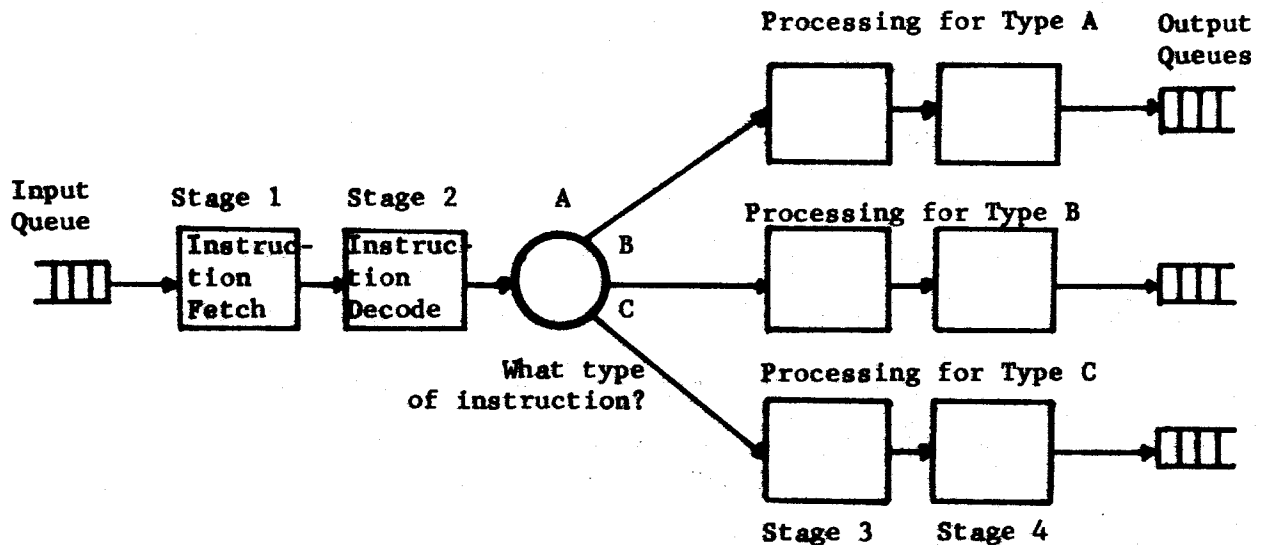 Processing for Type A
Output
Queues
Input
Queue
Stage 1
Stage 2
A
Processing for Type B
Instruc-
tion
Fetch
Instruc-
tion
Decode
B
C
What type
of instruction?
Processing for Type C
Stage 3
Stage 4